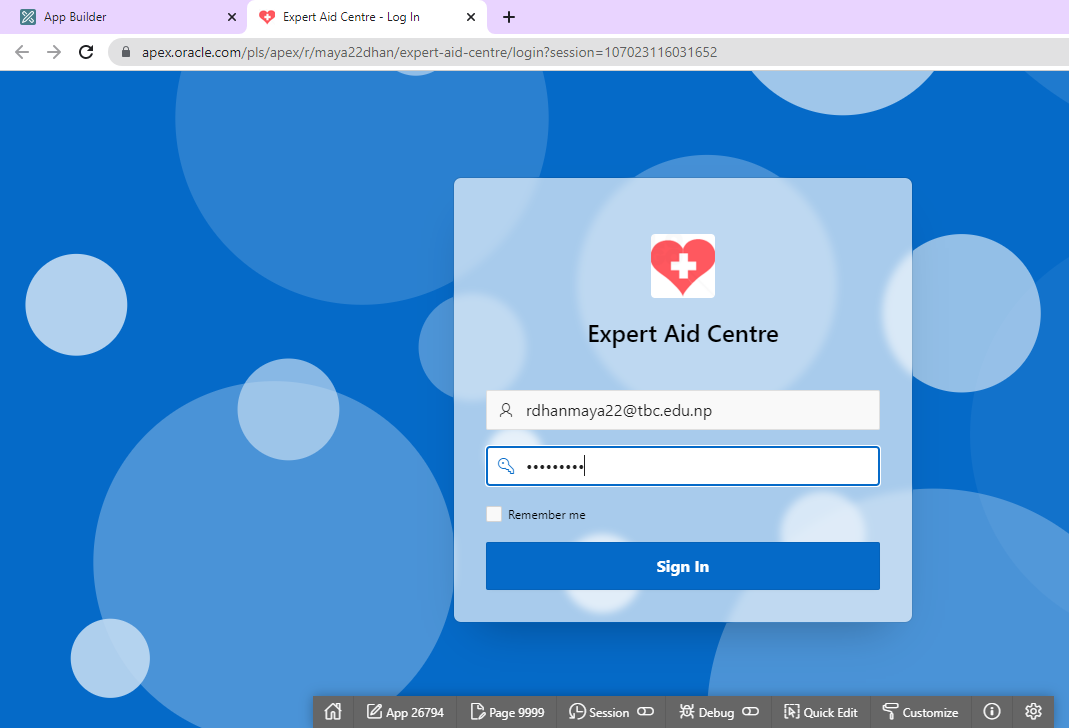 App Builder
Expert Aid Centre - Log In
apex.oracle.com/pls/apex/r/maya22dhan/expert-aid-centre/login?session=107023116031652
Expert Aid Centre
rdhanmaya22@tbc.edu.np
•••••••••
Remember me
Sign In
App 26794 Page 9999 Session Debug Quick Edit Customize